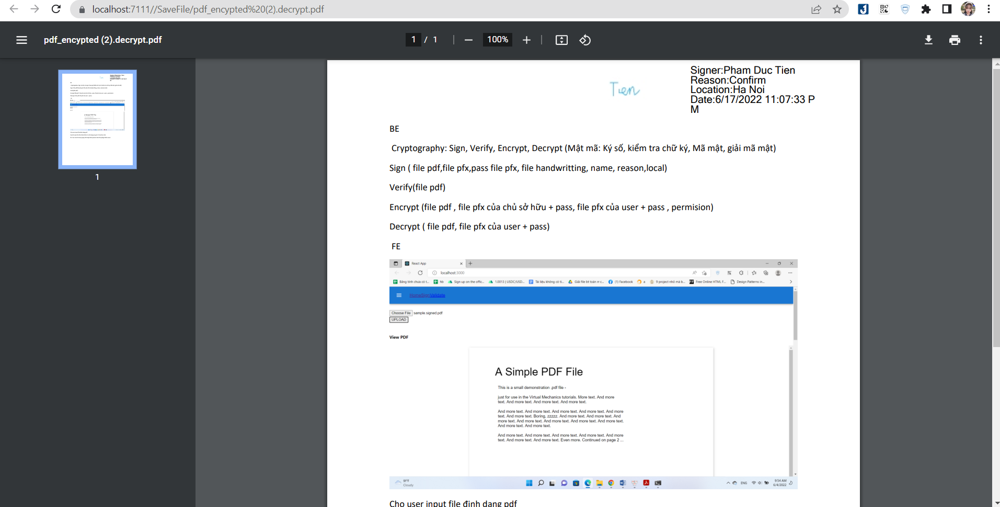 localhost:7111//SaveFile/pdf_encypted%20(2).decrypt.pdf
pdf_encypted (2).decrypt.pdf
1 / 1
100%
1
Tien
Signer:Pham Duc Tien
Reason:Confirm
Location:Ha Noi
Date:6/17/2022 11:07:33 P
M
BE
Cryptography: Sign, Verify, Encrypt, Decrypt (Mật mã: Ký số, kiểm tra chữ ký, Mã mật, giải mã mật)
Sign ( file pdf,file pfx,pass file pfx, file handwritting, name, reason,local)
Verify(file pdf)
Encrypt (file pdf , file pfx của chủ sở hữu + pass, file pfx của user + pass , permision)
Decrypt ( file pdf, file pfx của user + pass)
FE
React App
localhost:3000
Bảng tính chưa có t... hb Sign up on the offic... 1.0013 | USDC/USD... Tài liệu không có ti... Giải file bt toán rr c... (1) Facebook a 9 project nhỏ mà b... Free Online HTML F... Design Patterns in...
HomeSignValidate
Choose File sample.signed.pdf
UPLOAD
View PDF
A Simple PDF File
This is a small demonstration .pdf file -
just for use in the Virtual Mechanics tutorials. More text. And more
text. And more text. And more text. And more text.
And more text. And more text. And more text. And more text. And more
text. And more text. Boring, zzzzz. And more text. And more text. And
more text. And more text. And more text. And more text. And more text.
And more text. And more text.
And more text. And more text. And more text. And more text. And more
text. And more text. And more text. Even more. Continued on page 2 ...
91°F
Cloudy
ENG
9:54 AM
6/4/2022
Cho user input file định dạng pdf